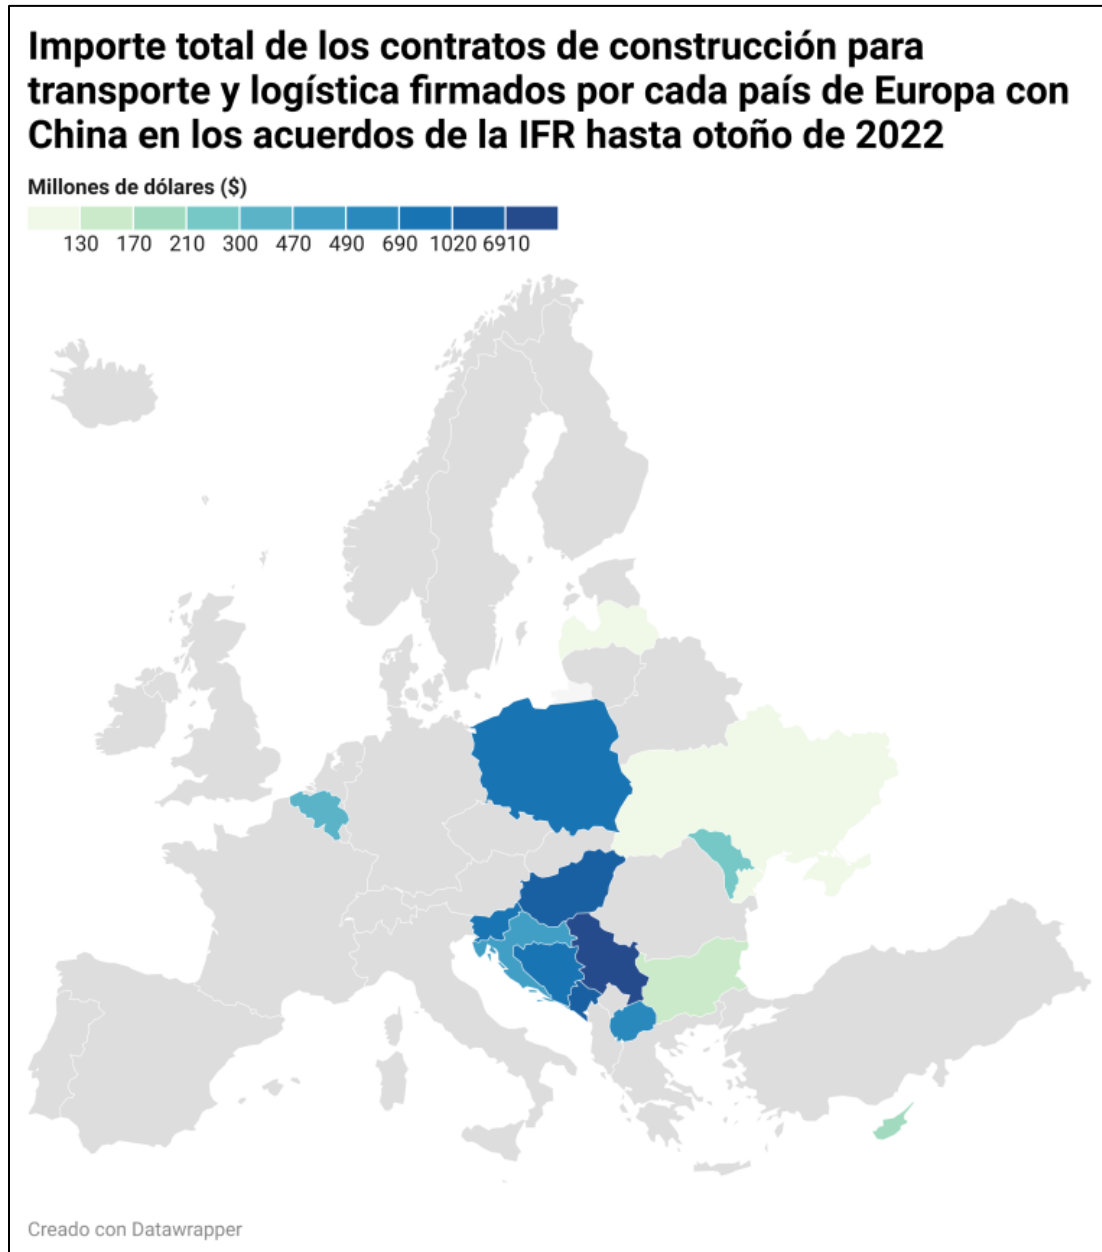 Importe total de los contratos de construcción para
transporte y logística firmados por cada país de Europa con
China en los acuerdos de la IFR hasta otoño de 2022
Millones de dólares ($)
130 170 210 300 470 490 690 1020 6910
Creado con Datawrapper